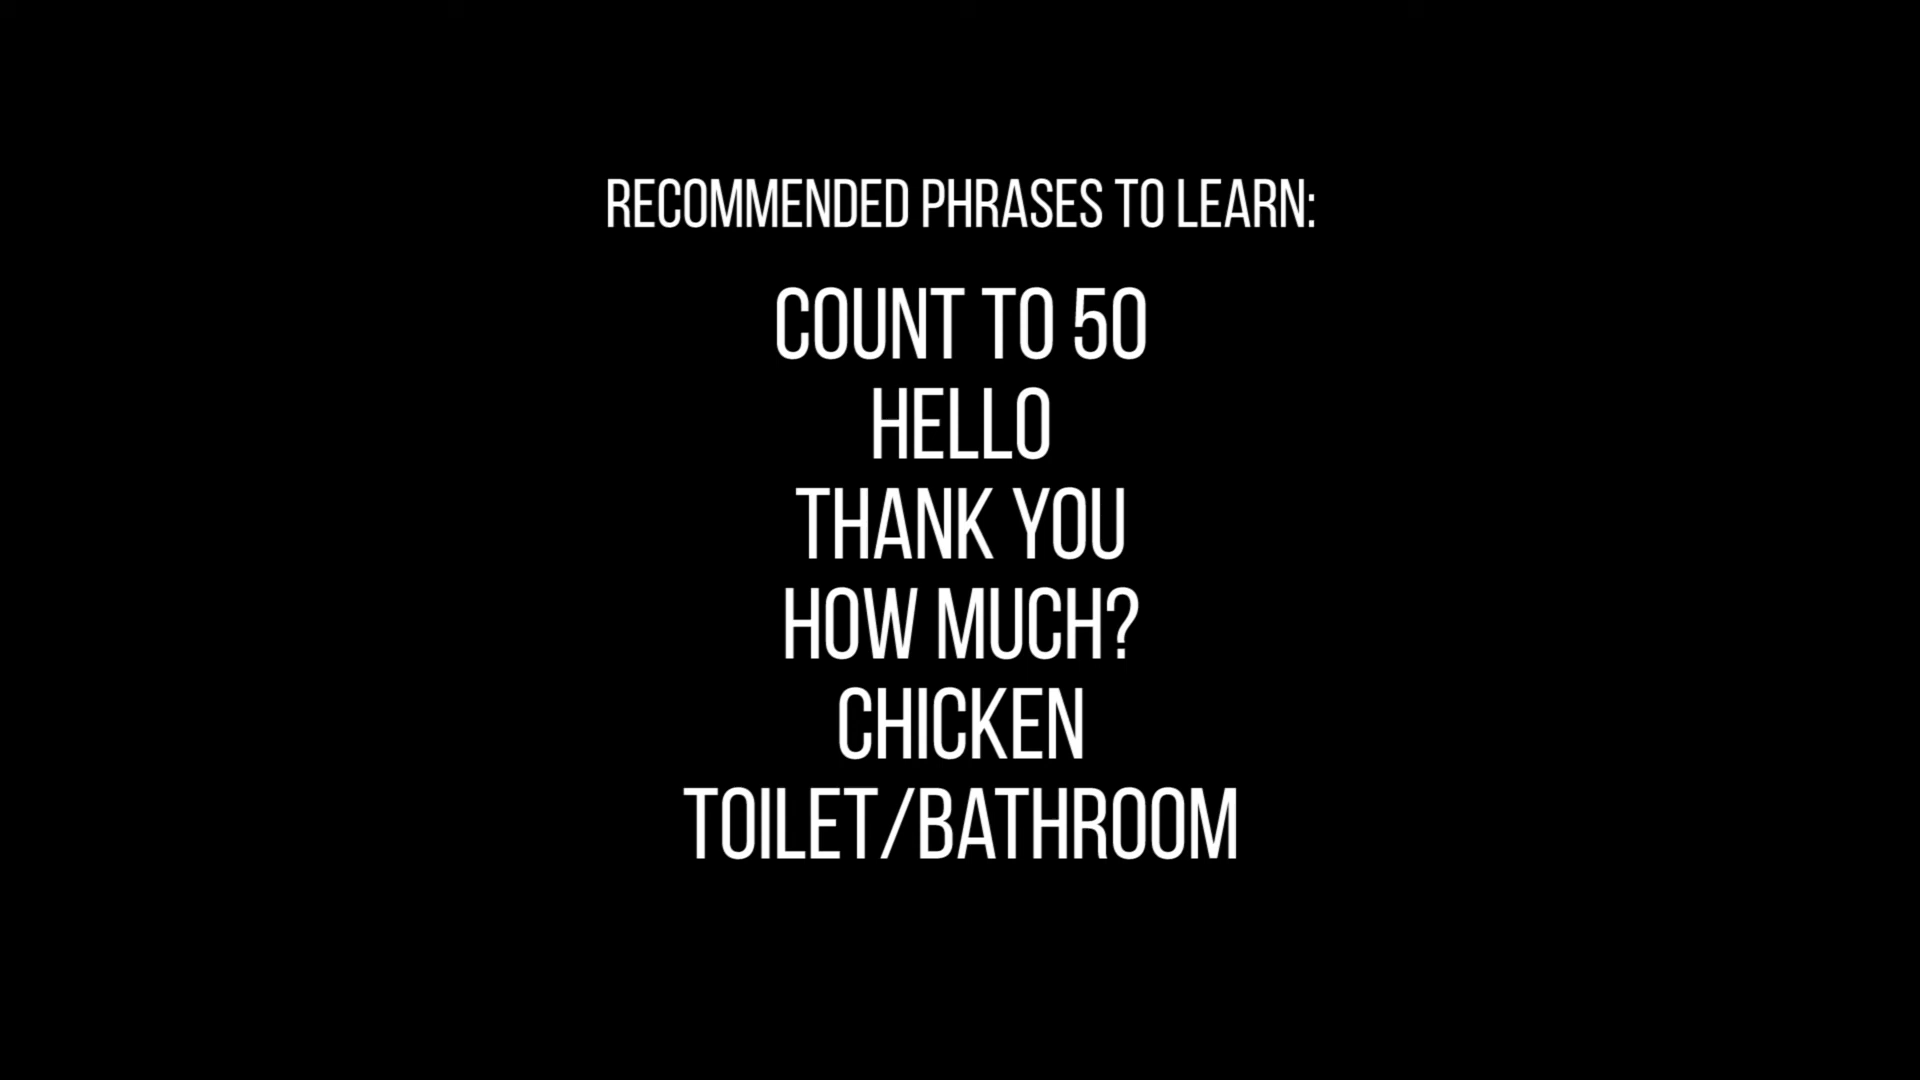 RECOMMENDED PHRASES TO LEARN:
COUNT TO 50
HELLO
THANK YOU
HOW MUCH?
CHICKEN
TOILET/BATHROOM